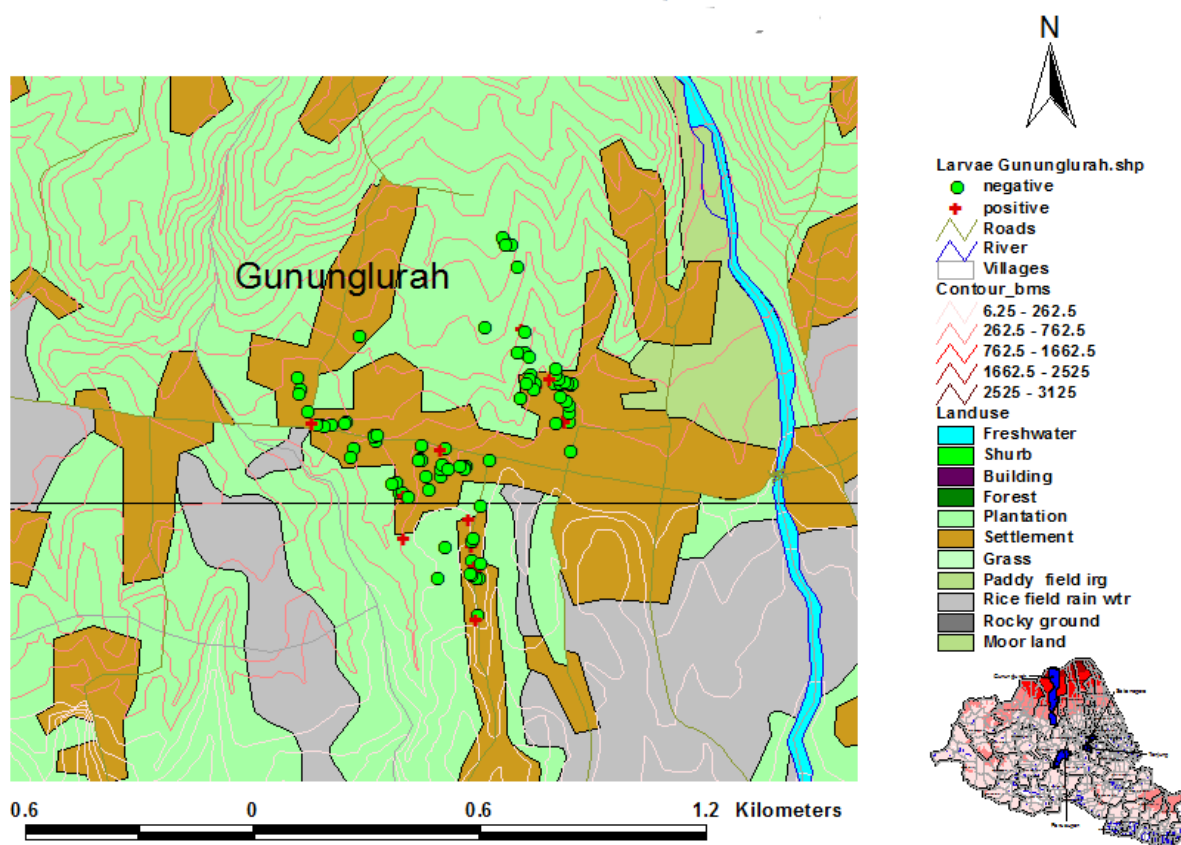 N
Gununglurah
Larvae Gununglurah.shp
negative
positive
Roads
River
Villages
Contour_bms
6.25 - 262.5
262.5 - 762.5
762.5 - 1662.5
1662.5 - 2525
2525 - 3125
Landuse
Freshwater
Shurb
Building
Forest
Plantation
Settlement
Grass
Paddy field irg
Rice field rain wtr
Rocky ground
Moor land
0.6 0 0.6 1.2 Kilometers